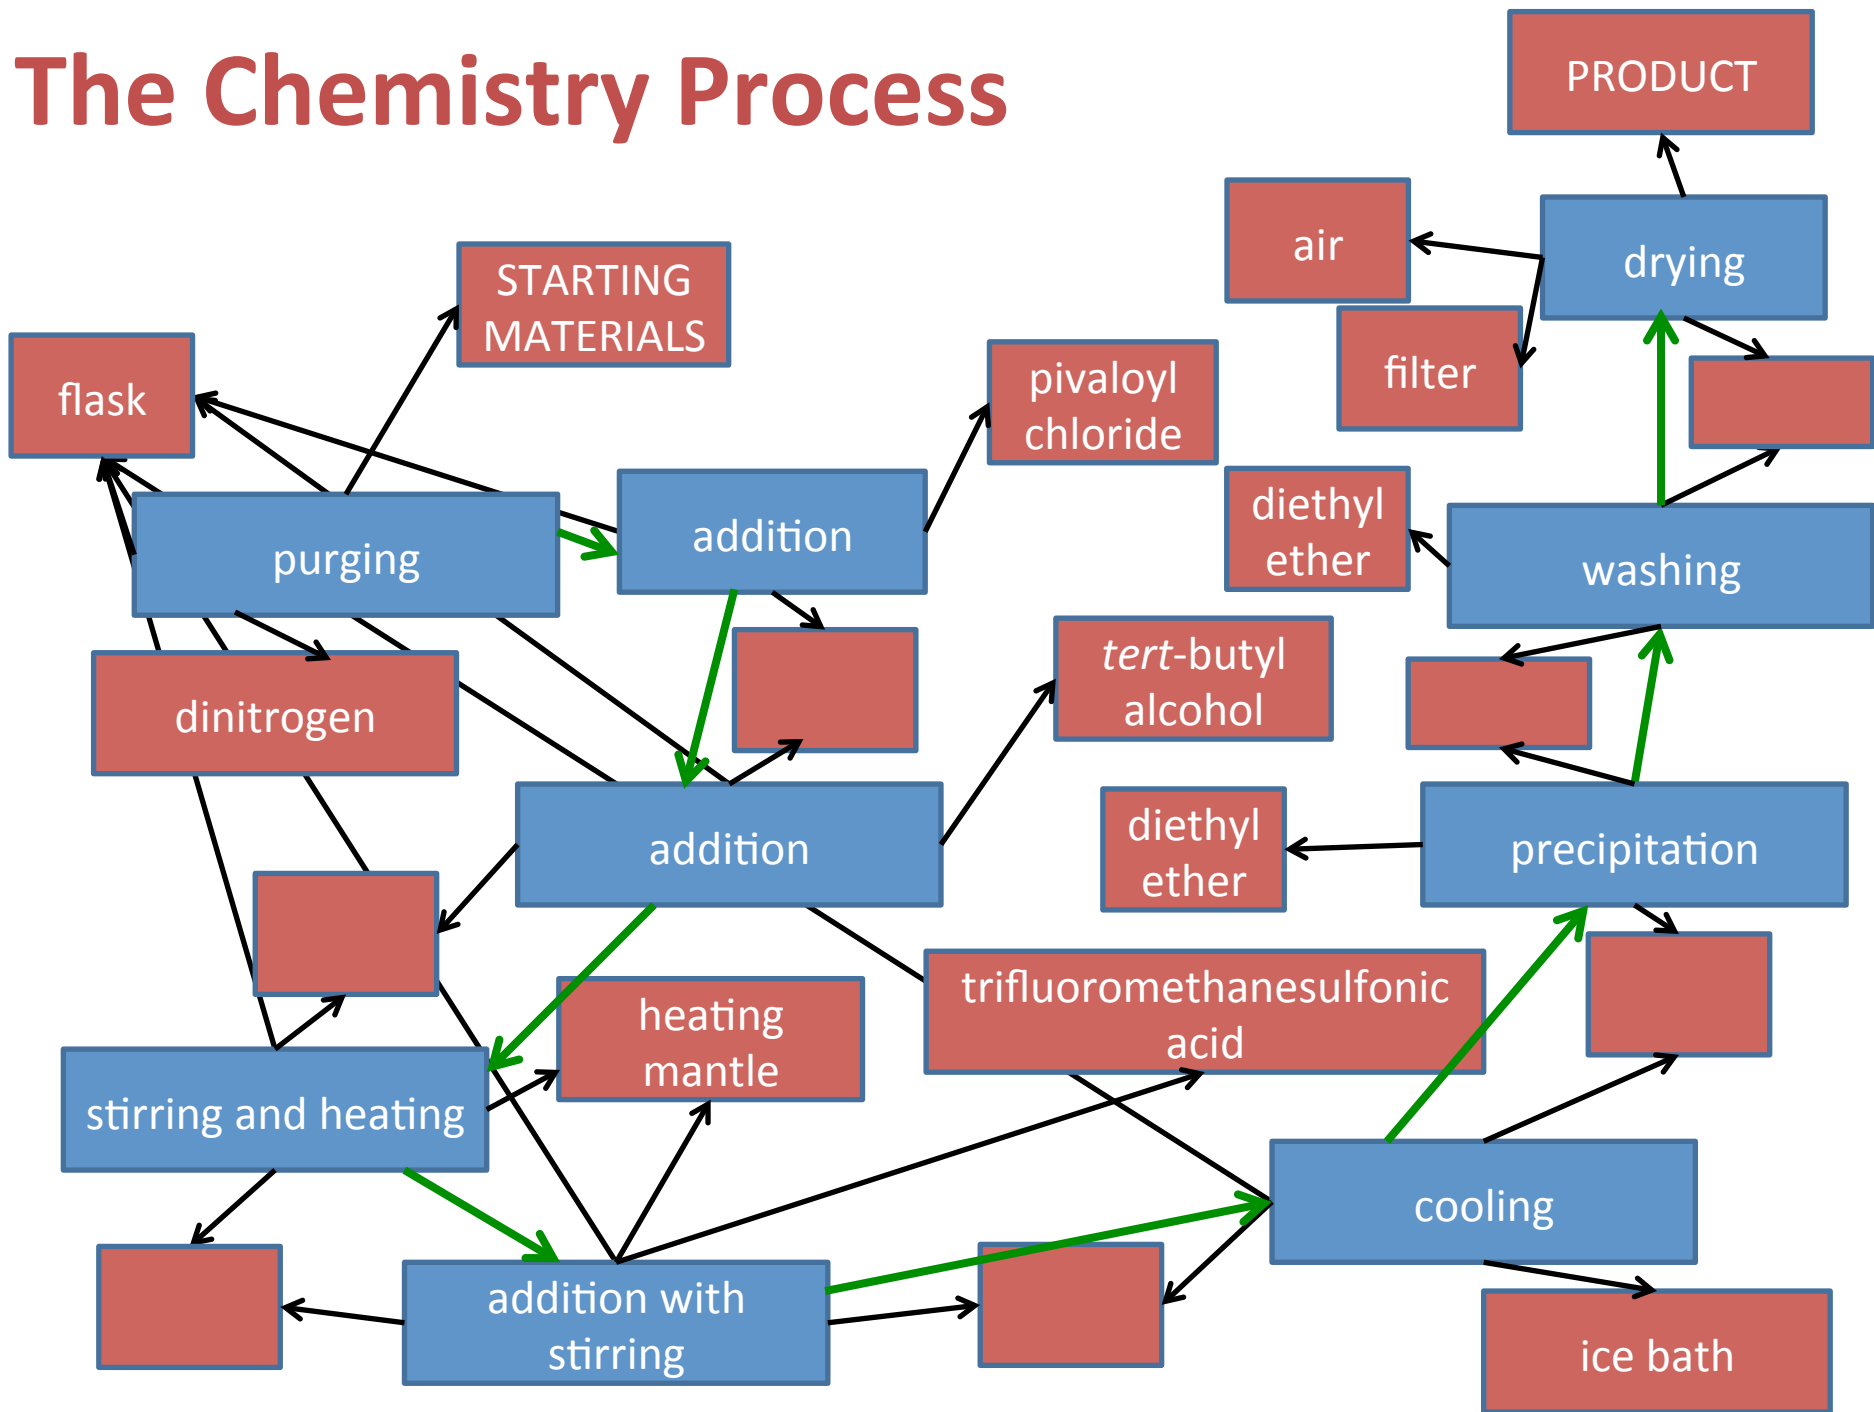 The Chemistry Process
PRODUCT
air
drying
STARTING
MATERIALS
filter
flask
pivaloyl
chloride
diethyl
ether
addition
purging
washing
tert-butyl
alcohol
dinitrogen
addition
diethyl
ether
precipitation
trifluoromethanesulfonic
acid
heating
mantle
stirring and heating
cooling
addition with
stirring
ice bath